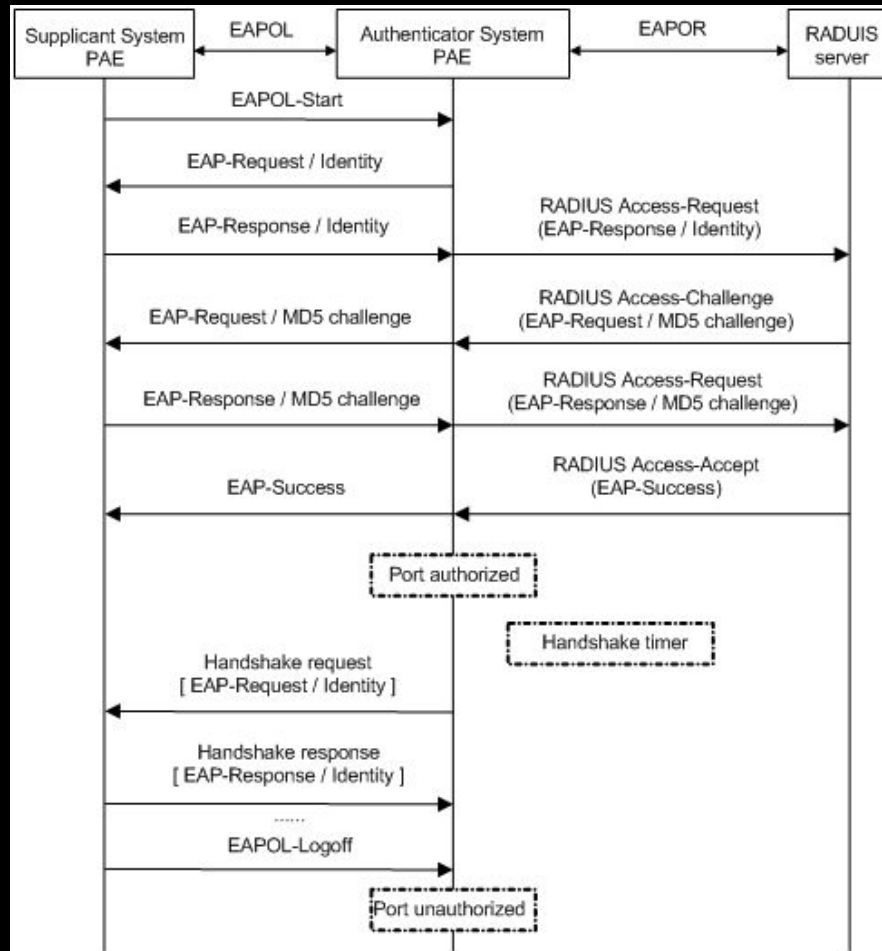 Supplicant System
PAE
EAPOL
Authenticator System
PAE
EAPOR
RADUIS
server
EAPOL-Start
EAP-Request / Identity
EAP-Response / Identity
RADIUS Access-Request
(EAP-Response / Identity)
EAP-Request / MD5 challenge
RADIUS Access-Challenge
(EAP-Request / MD5 challenge)
EAP-Response / MD5 challenge
RADIUS Access-Request
(EAP-Response / MD5 challenge)
EAP-Success
RADIUS Access-Accept
(EAP-Success)
Port authorized
Handshake timer
Handshake request
[ EAP-Request / Identity ]
Handshake response
[ EAP-Response / Identity ]
......
EAPOL-Logoff
Port unauthorized